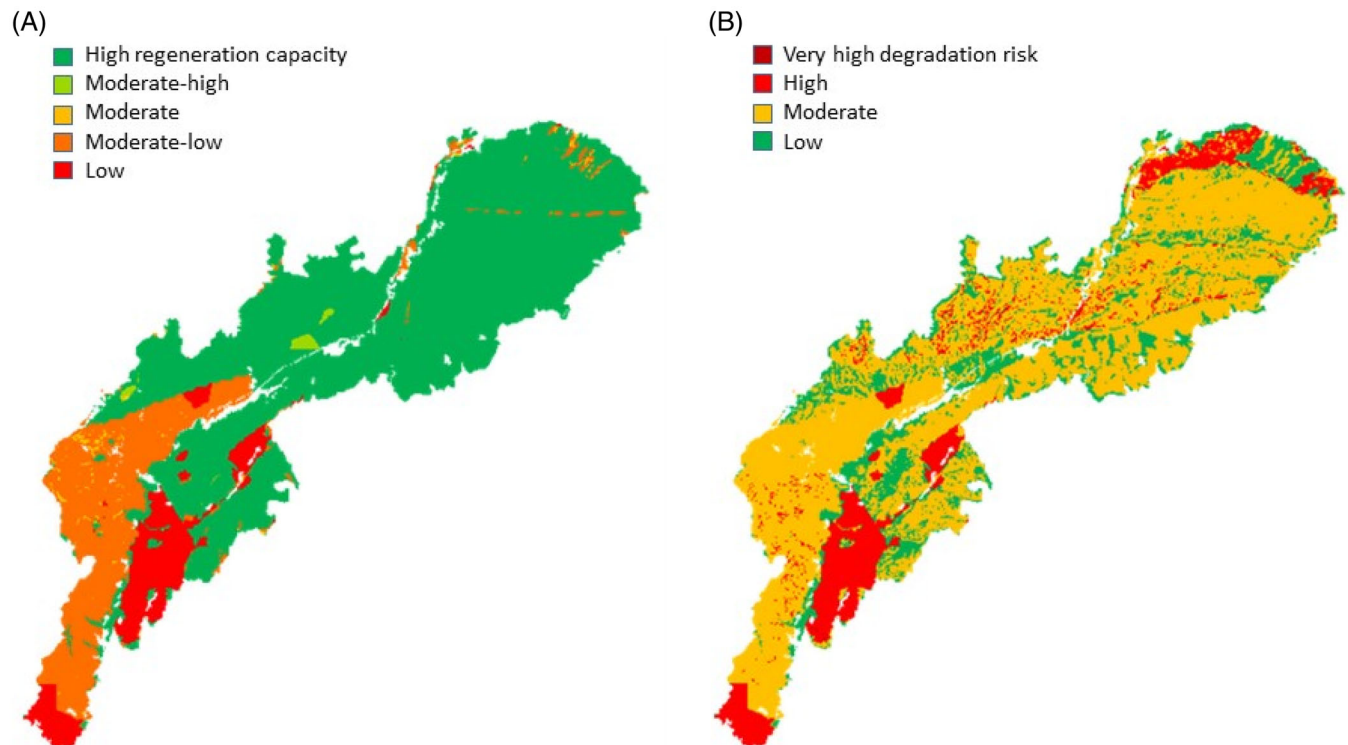 (A)
High regeneration capacity
Moderate-high
Moderate
Moderate-low
Low
(B)
Very high degradation risk
High
Moderate
Low